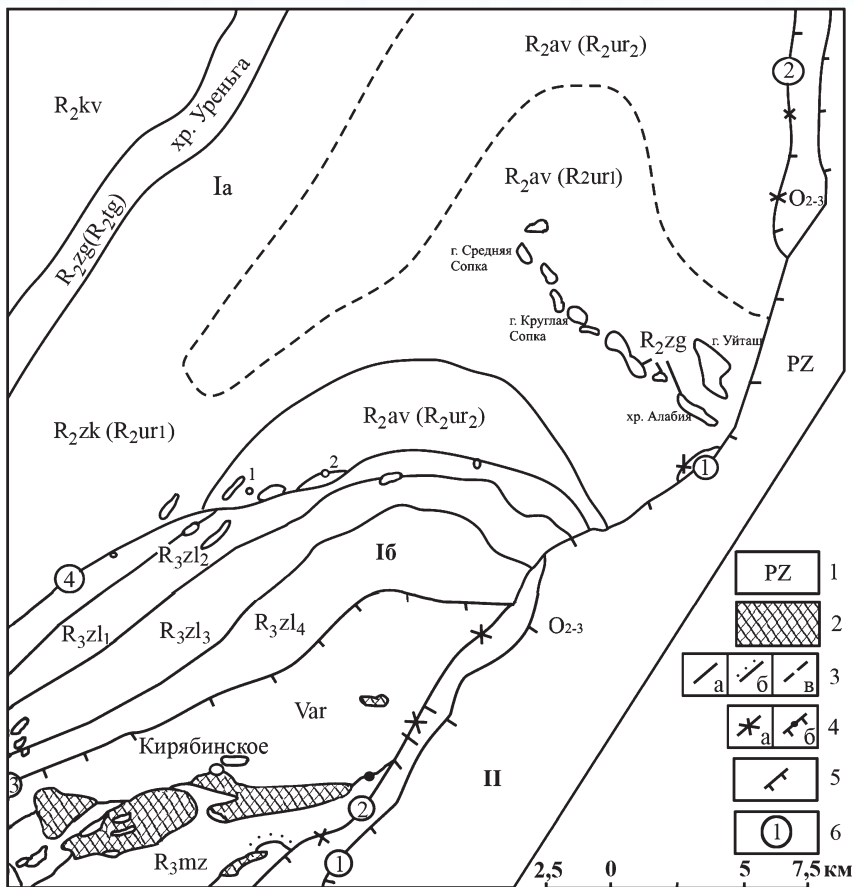 R₂av (R₂ur₂)
2
R₂kv
хр. Уреньга
Iа
R₂av (R2ur1)
O₂₋₃
R₂zg(R₂tg)
г. Средняя
Сопка
г. Круглая
Сопка
R₂zg
г. Уйташ
PZ
хр. Алабия
R₂zk (R₂ur1)
R₂av (R₂ur₂)
1
2
1
4
R₃zl₂
Iб
R₃zl₁
R₃zl₃
R₃zl₄
O₂₋₃
Var
Кирябинское
3
II
2
1
R₃mz
PZ 1
2
а б в 3
а б 4
5
1 6
2,5 0 5 7,5 км